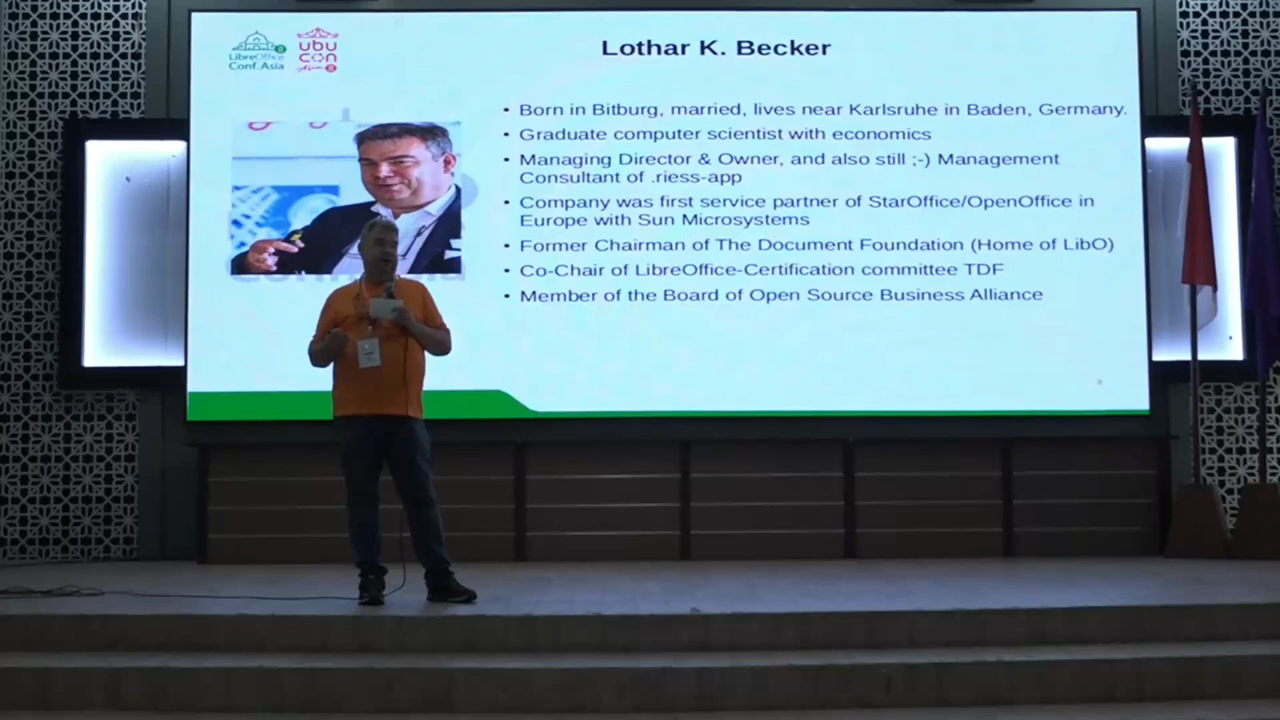 LibreOffice
Conf.Asia
ubu
con
Asia
Lothar K. Becker
• Born in Bitburg, married, lives near Karlsruhe in Baden, Germany.
• Graduate computer scientist with economics
• Managing Director & Owner, and also still ;-) Management
Consultant of .riess-app
• Company was first service partner of StarOffice/OpenOffice in
Europe with Sun Microsystems
• Former Chairman of The Document Foundation (Home of LibO)
• Co-Chair of LibreOffice-Certification committee TDF
• Member of the Board of Open Source Business Alliance